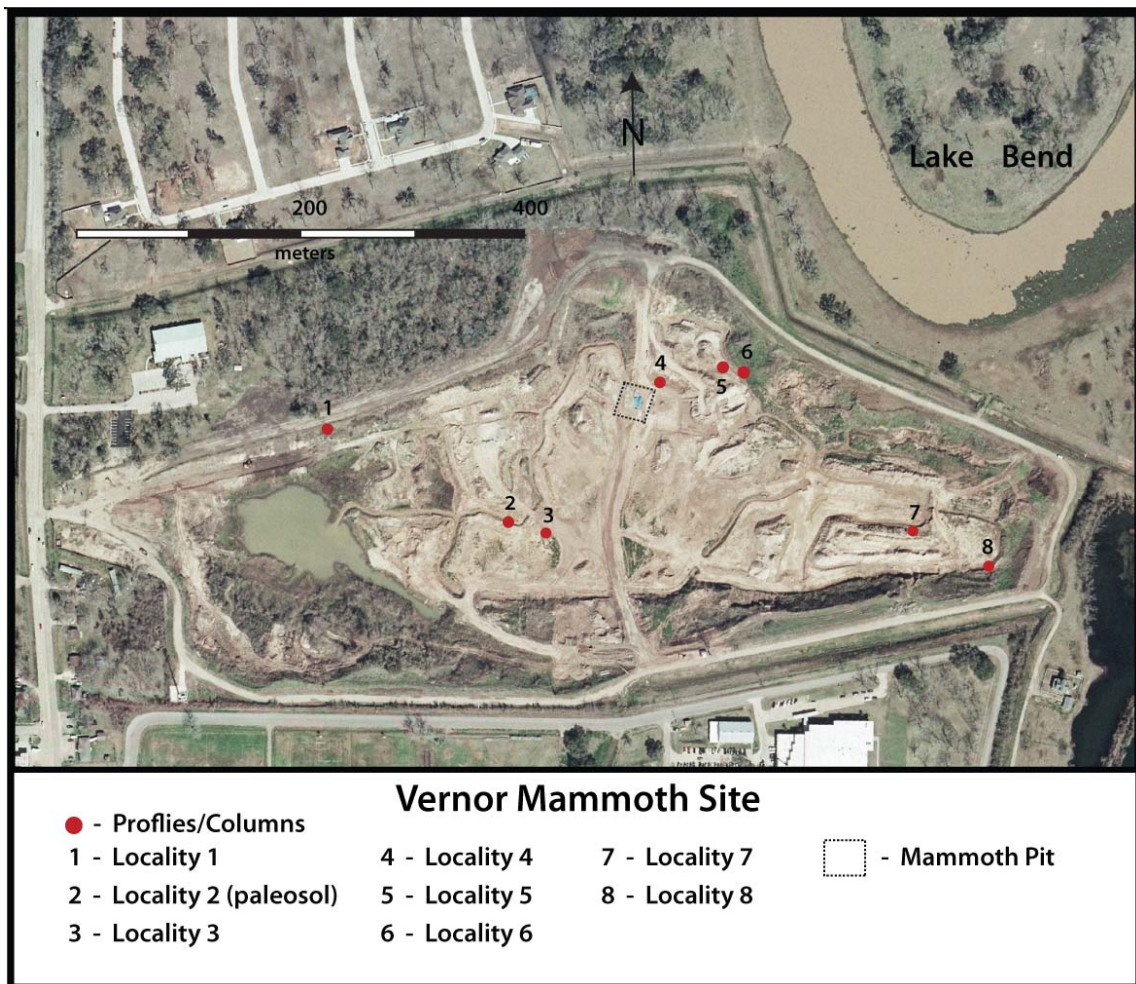 N
Lake Bend
200 400
meters
6
4
5
1
2
3
7
8
Vernor Mammoth Site
- Proflies/Columns
1 - Locality 1
2 - Locality 2 (paleosol)
3 - Locality 3
4 - Locality 4
5 - Locality 5
6 - Locality 6
7 - Locality 7
8 - Locality 8
- Mammoth Pit